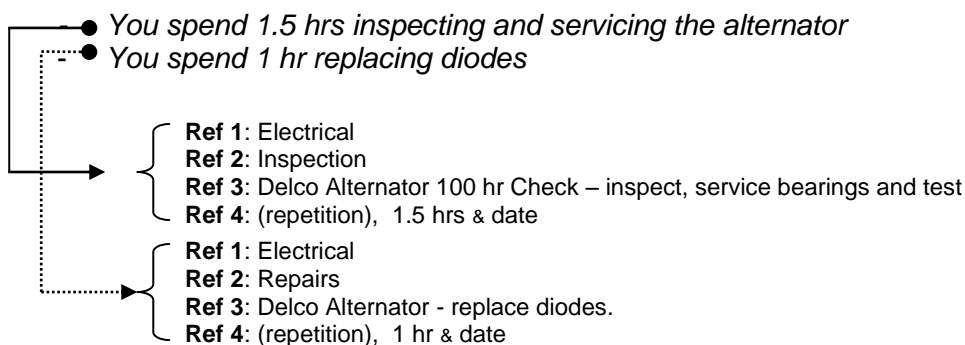 - You spend 1.5 hrs inspecting and servicing the alternator
- You spend 1 hr replacing diodes
Ref 1: Electrical
Ref 2: Inspection
Ref 3: Delco Alternator 100 hr Check – inspect, service bearings and test
Ref 4: (repetition), 1.5 hrs & date
Ref 1: Electrical
Ref 2: Repairs
Ref 3: Delco Alternator - replace diodes.
Ref 4: (repetition), 1 hr & date